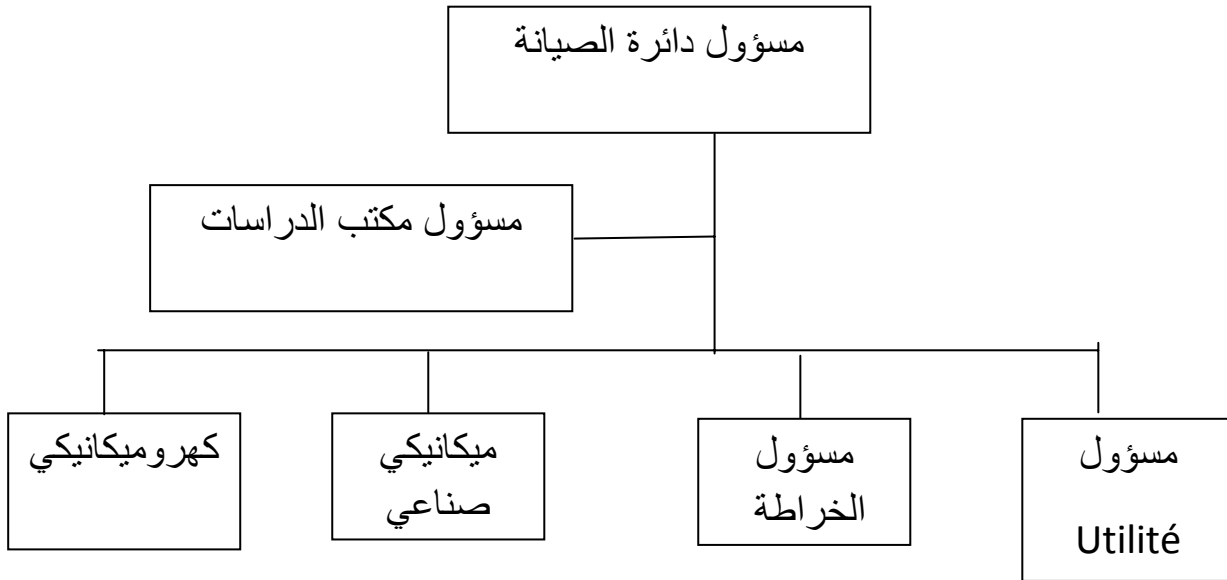 مسؤول دائرة الصيانة
مسؤول مكتب الدراسات
مسؤول
Utilité
مسؤول
الخراطة
ميكانيكي
صناعي
كهروميكانيكي